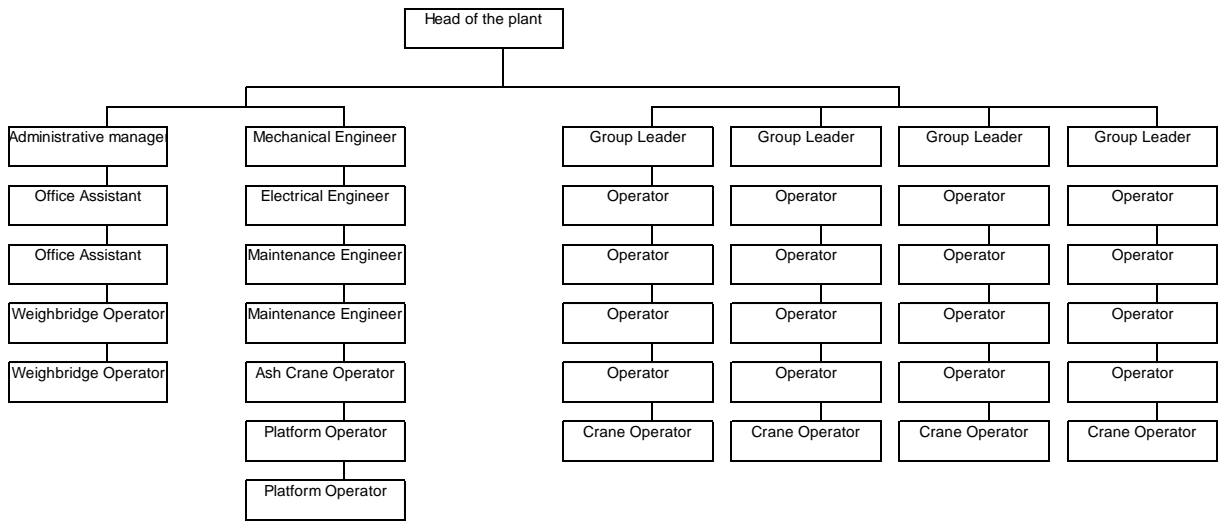 Head of the plant
Administrative manager
Mechanical Engineer
Group Leader
Group Leader
Group Leader
Group Leader
Office Assistant
Electrical Engineer
Operator
Operator
Operator
Operator
Office Assistant
Maintenance Engineer
Operator
Operator
Operator
Operator
Weighbridge Operator
Maintenance Engineer
Operator
Operator
Operator
Operator
Weighbridge Operator
Ash Crane Operator
Operator
Operator
Operator
Operator
Platform Operator
Crane Operator
Crane Operator
Crane Operator
Crane Operator
Platform Operator